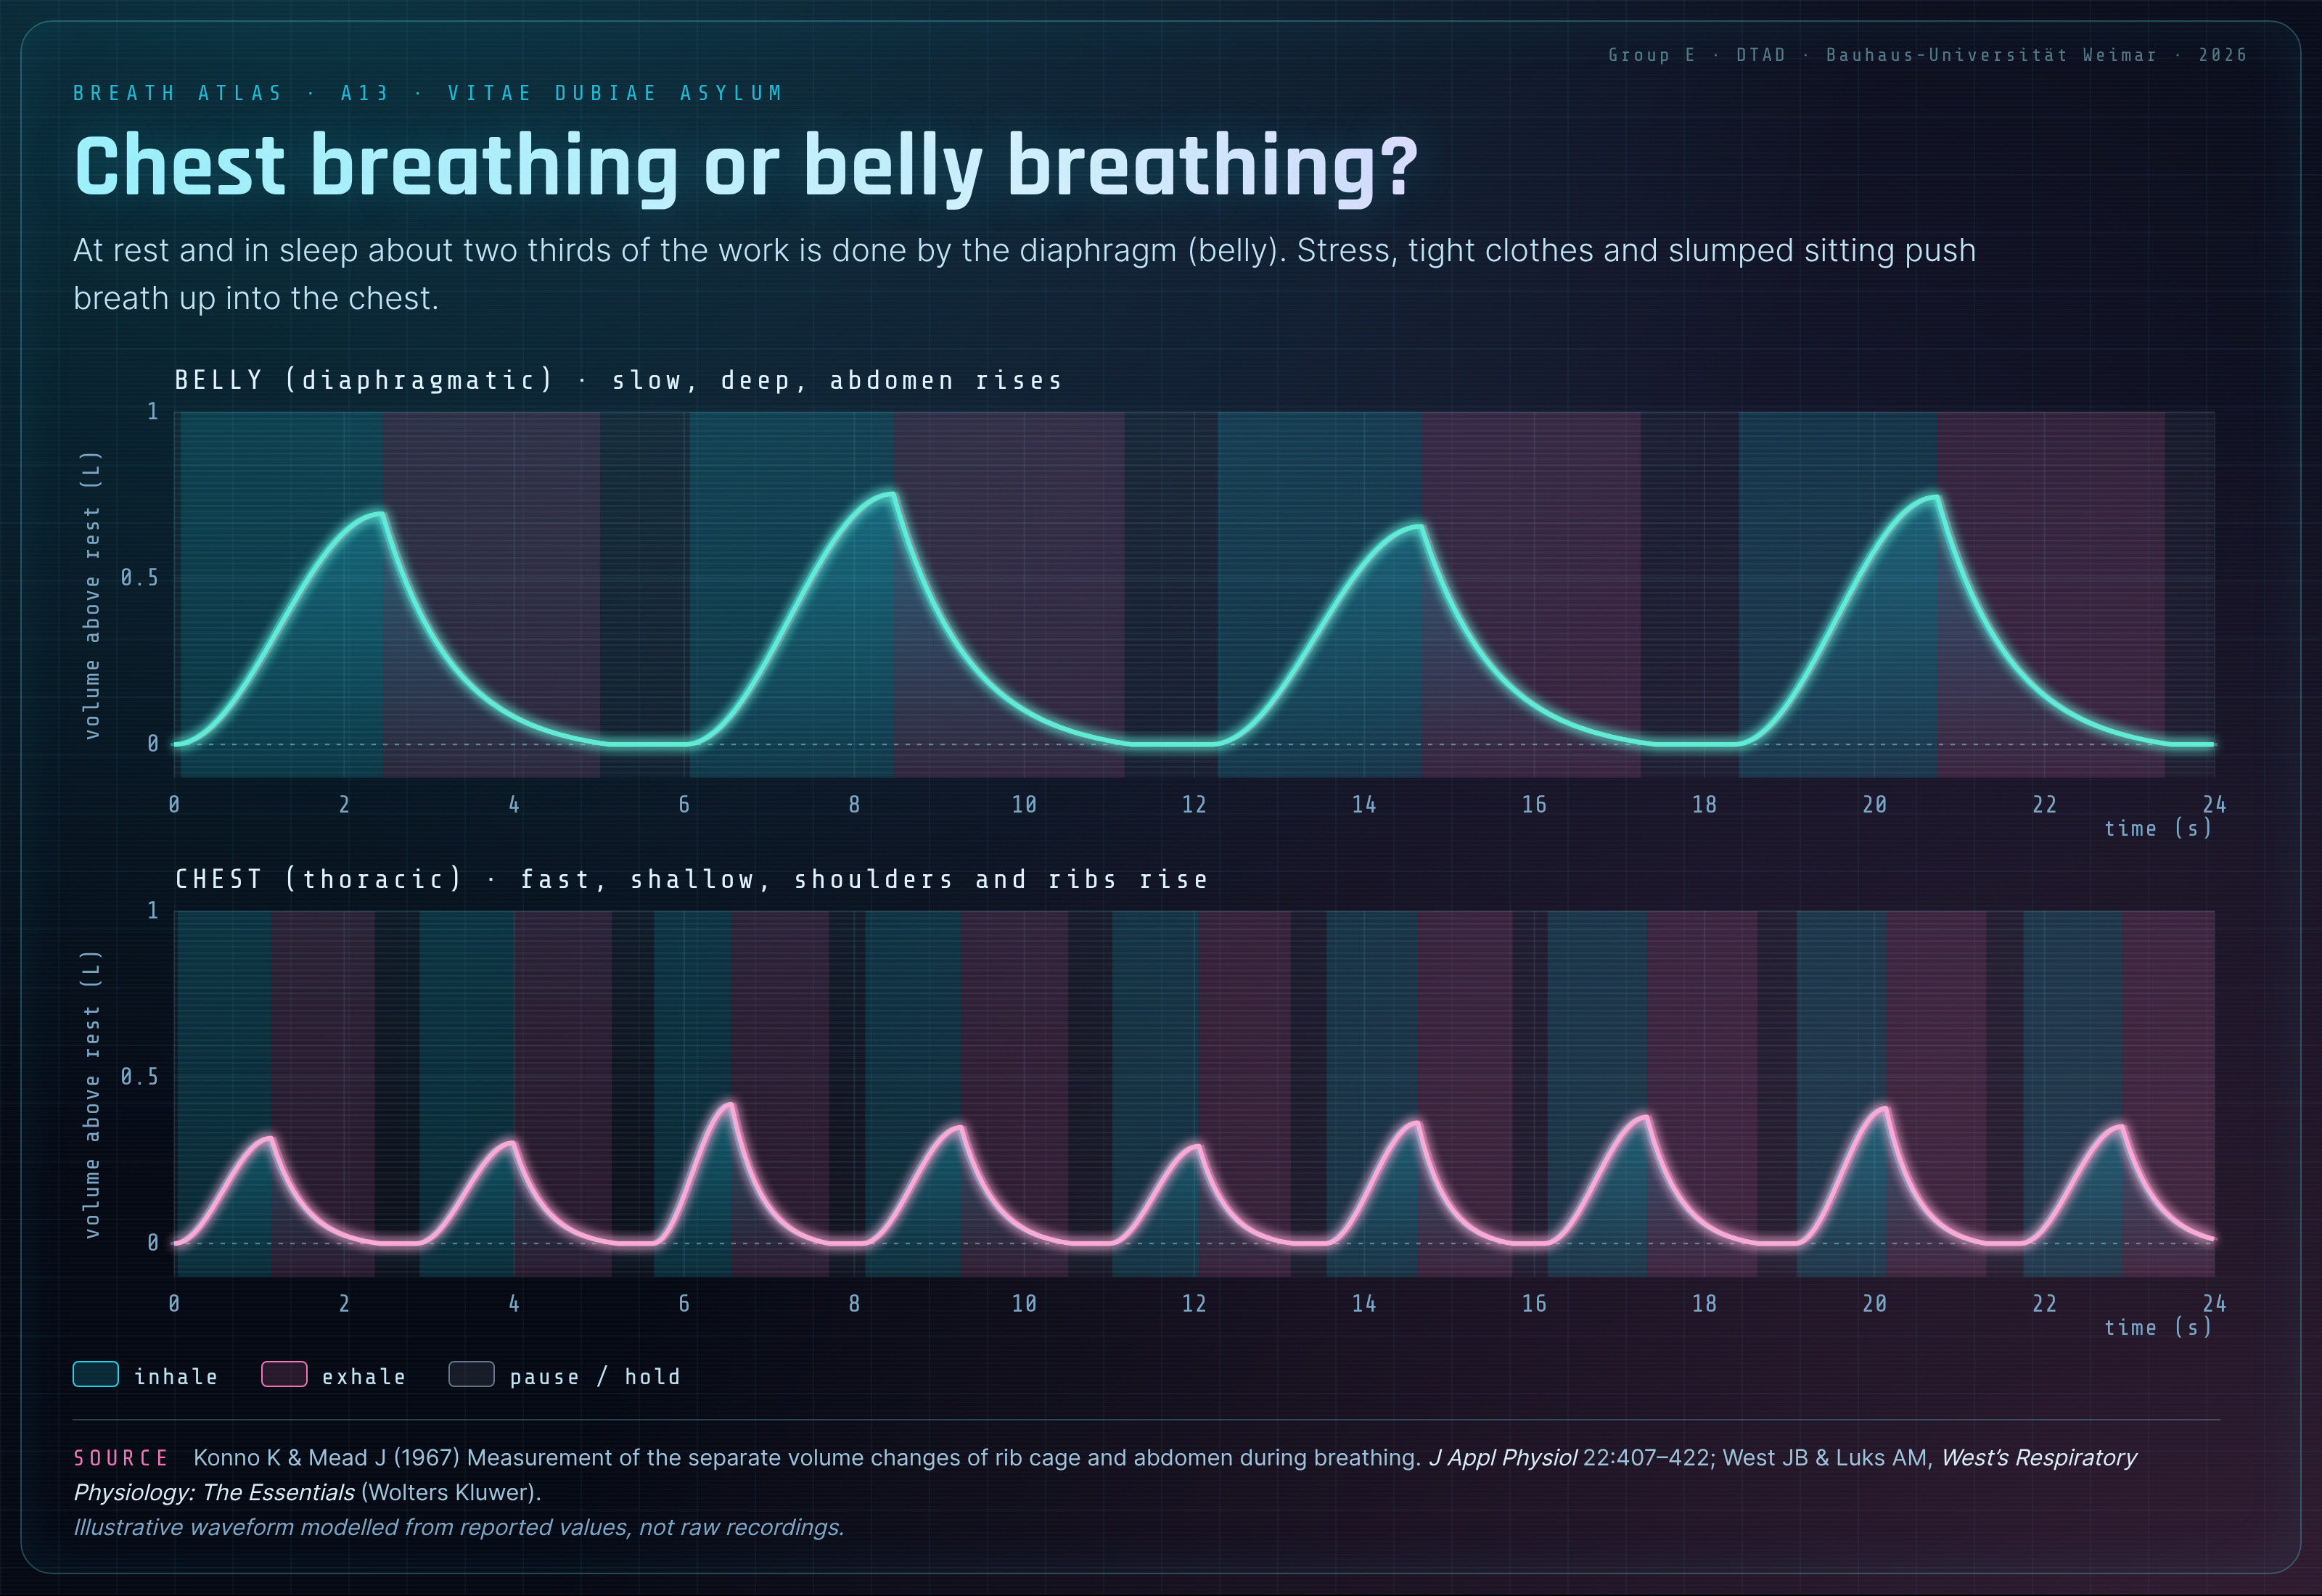 Group E · DTAD · Bauhaus-Universität Weimar · 2026
BREATH ATLAS · A13 · VITAE DUBIAE ASYLUM
Chest breathing or belly breathing?
At rest and in sleep about two thirds of the work is done by the diaphragm (belly). Stress, tight clothes and slumped sitting push
breath up into the chest.
BELLY (diaphragmatic) · slow, deep, abdomen rises
volume above rest (L)
1
0.5
0
0 2 4 6 8 10 12 14 16 18 20 22 24
time (s)
CHEST (thoracic) · fast, shallow, shoulders and ribs rise
volume above rest (L)
1
0.5
0
0 2 4 6 8 10 12 14 16 18 20 22 24
time (s)
inhale exhale pause / hold
SOURCE Konno K & Mead J (1967) Measurement of the separate volume changes of rib cage and abdomen during breathing. J Appl Physiol 22:407–422; West JB & Luks AM, West’s Respiratory
Physiology: The Essentials (Wolters Kluwer).
Illustrative waveform modelled from reported values, not raw recordings.